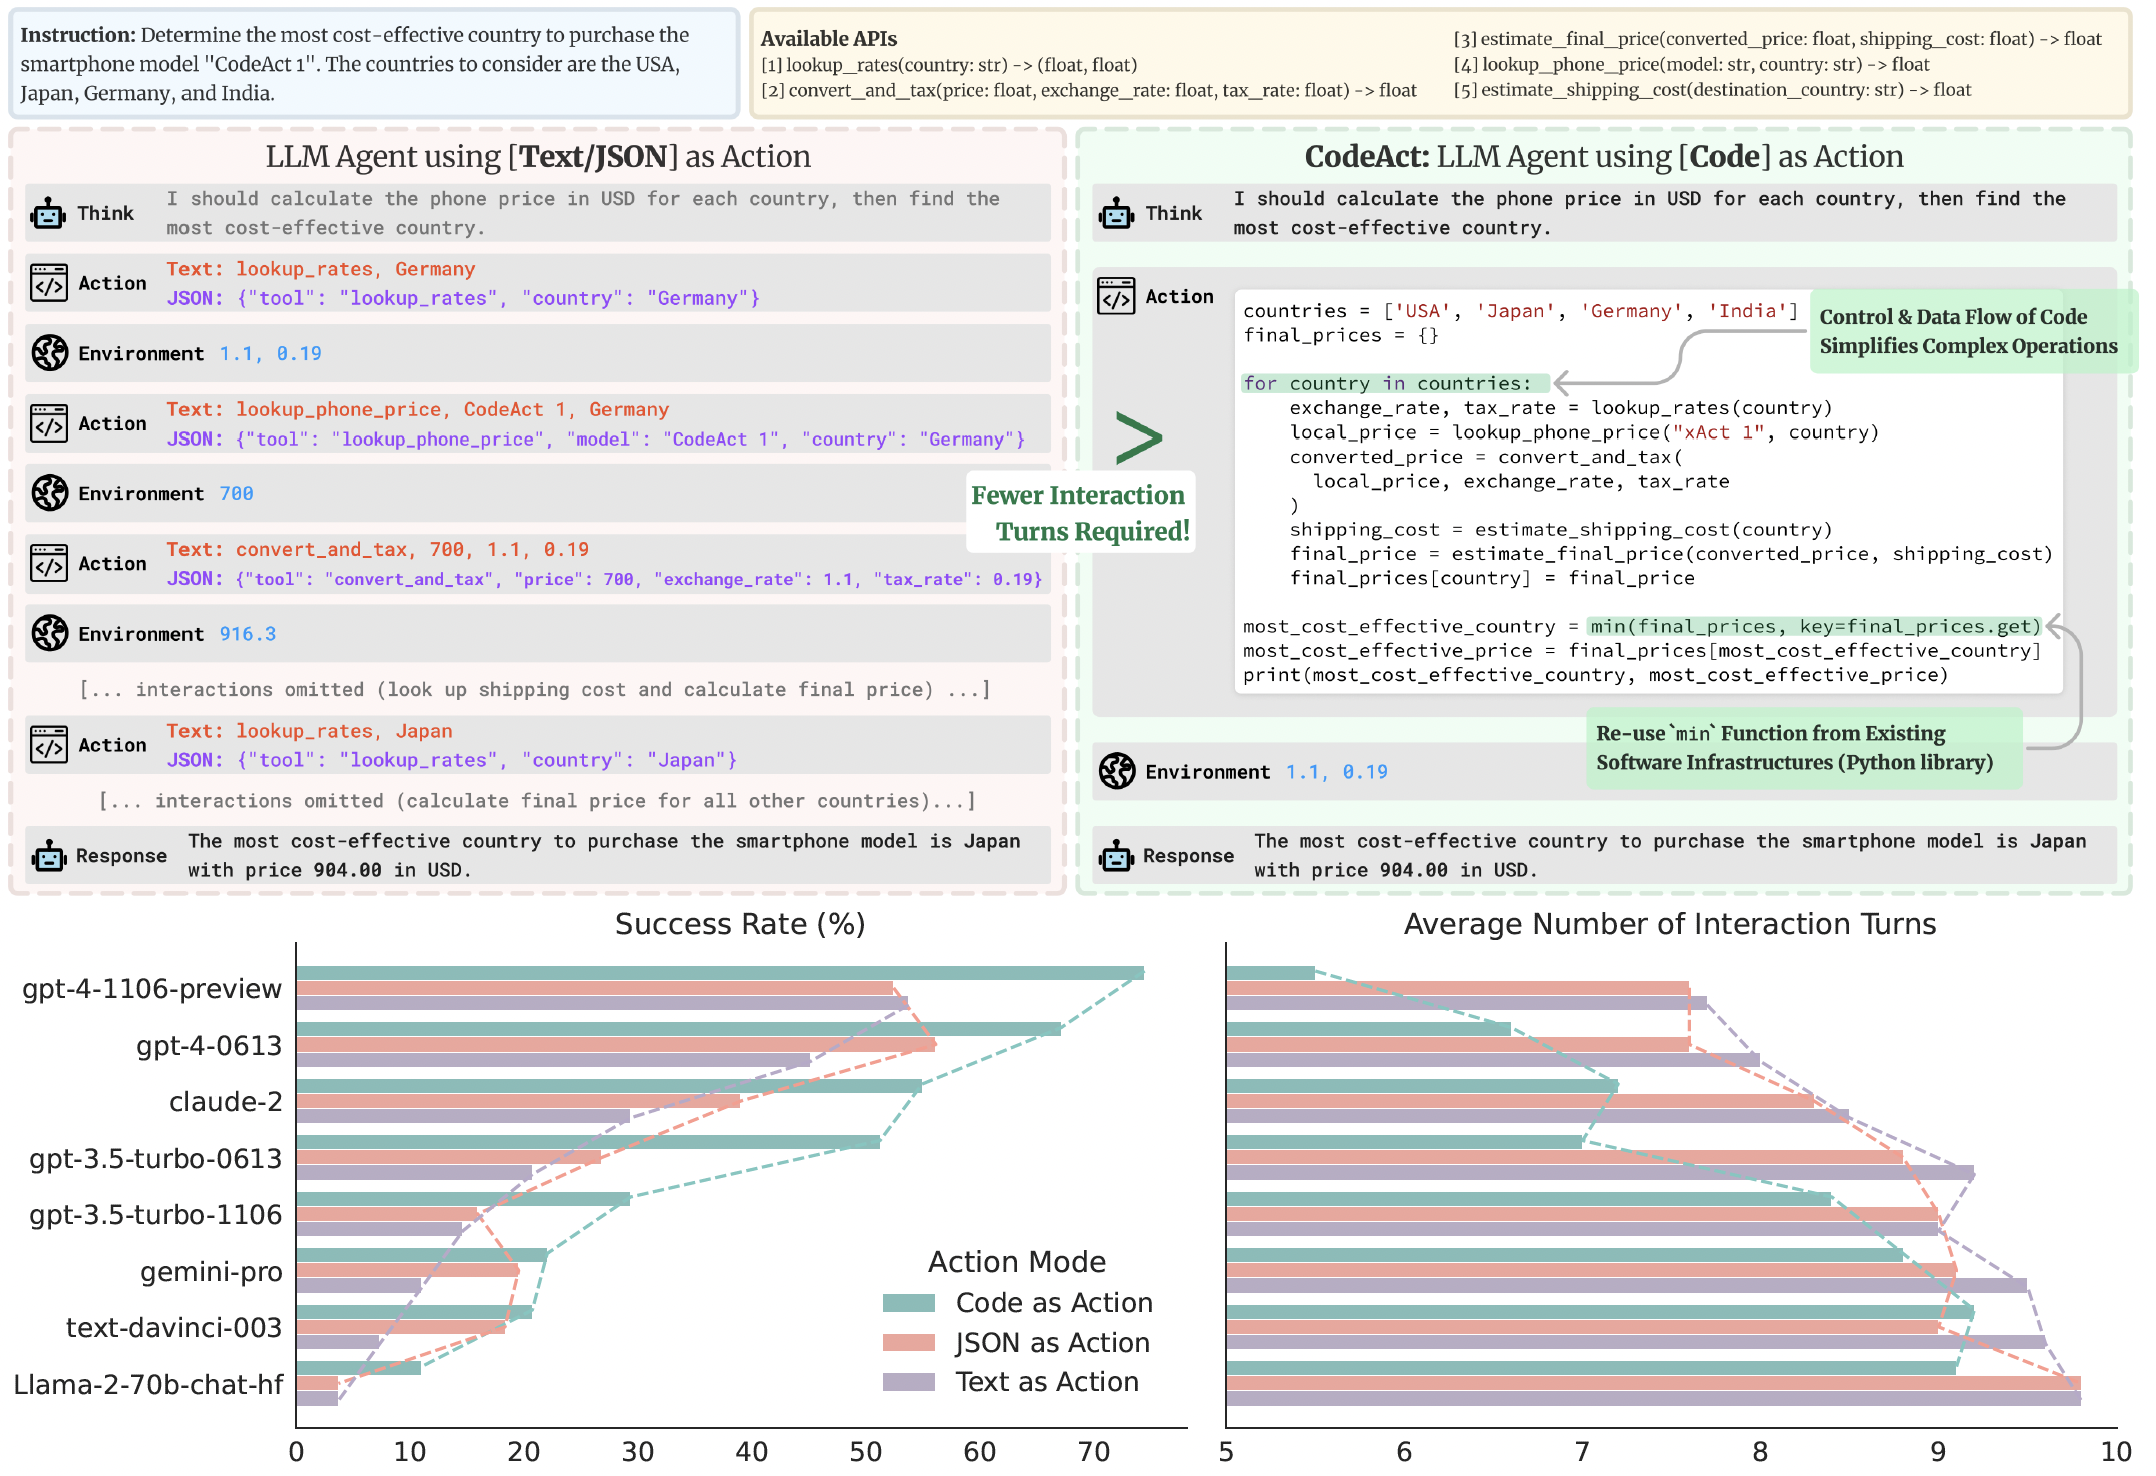 Instruction: Determine the most cost-effective country to purchase the
smartphone model "CodeAct 1". The countries to consider are the USA,
Japan, Germany, and India.
Available APIs
[1] lookup_rates(country: str) -> (float, float)
[2] convert_and_tax(price: float, exchange_rate: float, tax_rate: float) -> float
[3] estimate_final_price(converted_price: float, shipping_cost: float) -> float
[4] lookup_phone_price(model: str, country: str) -> float
[5] estimate_shipping_cost(destination_country: str) -> float
LLM Agent using [Text/JSON] as Action
Think
I should calculate the phone price in USD for each country, then find the
most cost-effective country.
Action
Text: lookup_rates, Germany
JSON: {"tool": "lookup_rates", "country": "Germany"}
Environment 1.1, 0.19
Action
Text: lookup_phone_price, CodeAct 1, Germany
JSON: {"tool": "lookup_phone_price", "model": "CodeAct 1", "country": "Germany"}
Environment 700
Action
Text: convert_and_tax, 700, 1.1, 0.19
JSON: {"tool": "convert_and_tax", "price": 700, "exchange_rate": 1.1, "tax_rate": 0.19}
Environment 916.3
[... interactions omitted (look up shipping cost and calculate final price) ...]
Action
Text: lookup_rates, Japan
JSON: {"tool": "lookup_rates", "country": "Japan"}
[... interactions omitted (calculate final price for all other countries)...]
Response
The most cost-effective country to purchase the smartphone model is Japan
with price 904.00 in USD.
>
Fewer Interaction
Turns Required!
CodeAct: LLM Agent using [Code] as Action
Think
I should calculate the phone price in USD for each country, then find the
most cost-effective country.
Action
countries = ['USA', 'Japan', 'Germany', 'India']
final_prices = {}
for country in countries:
exchange_rate, tax_rate = lookup_rates(country)
local_price = lookup_phone_price("xAct 1", country)
converted_price = convert_and_tax(
local_price, exchange_rate, tax_rate
)
shipping_cost = estimate_shipping_cost(country)
final_price = estimate_final_price(converted_price, shipping_cost)
final_prices[country] = final_price
most_cost_effective_country = min(final_prices, key=final_prices.get)
most_cost_effective_price = final_prices[most_cost_effective_country]
print(most_cost_effective_country, most_cost_effective_price)
Control & Data Flow of Code
Simplifies Complex Operations
Re-use `min` Function from Existing
Software Infrastructures (Python library)
Environment 1.1, 0.19
Response
The most cost-effective country to purchase the smartphone model is Japan
with price 904.00 in USD.
Success Rate (%)
gpt-4-1106-preview
gpt-4-0613
claude-2
gpt-3.5-turbo-0613
gpt-3.5-turbo-1106
gemini-pro
text-davinci-003
Llama-2-70b-chat-hf
0 10 20 30 40 50 60 70
Action Mode
Code as Action
JSON as Action
Text as Action
Average Number of Interaction Turns
5 6 7 8 9 10